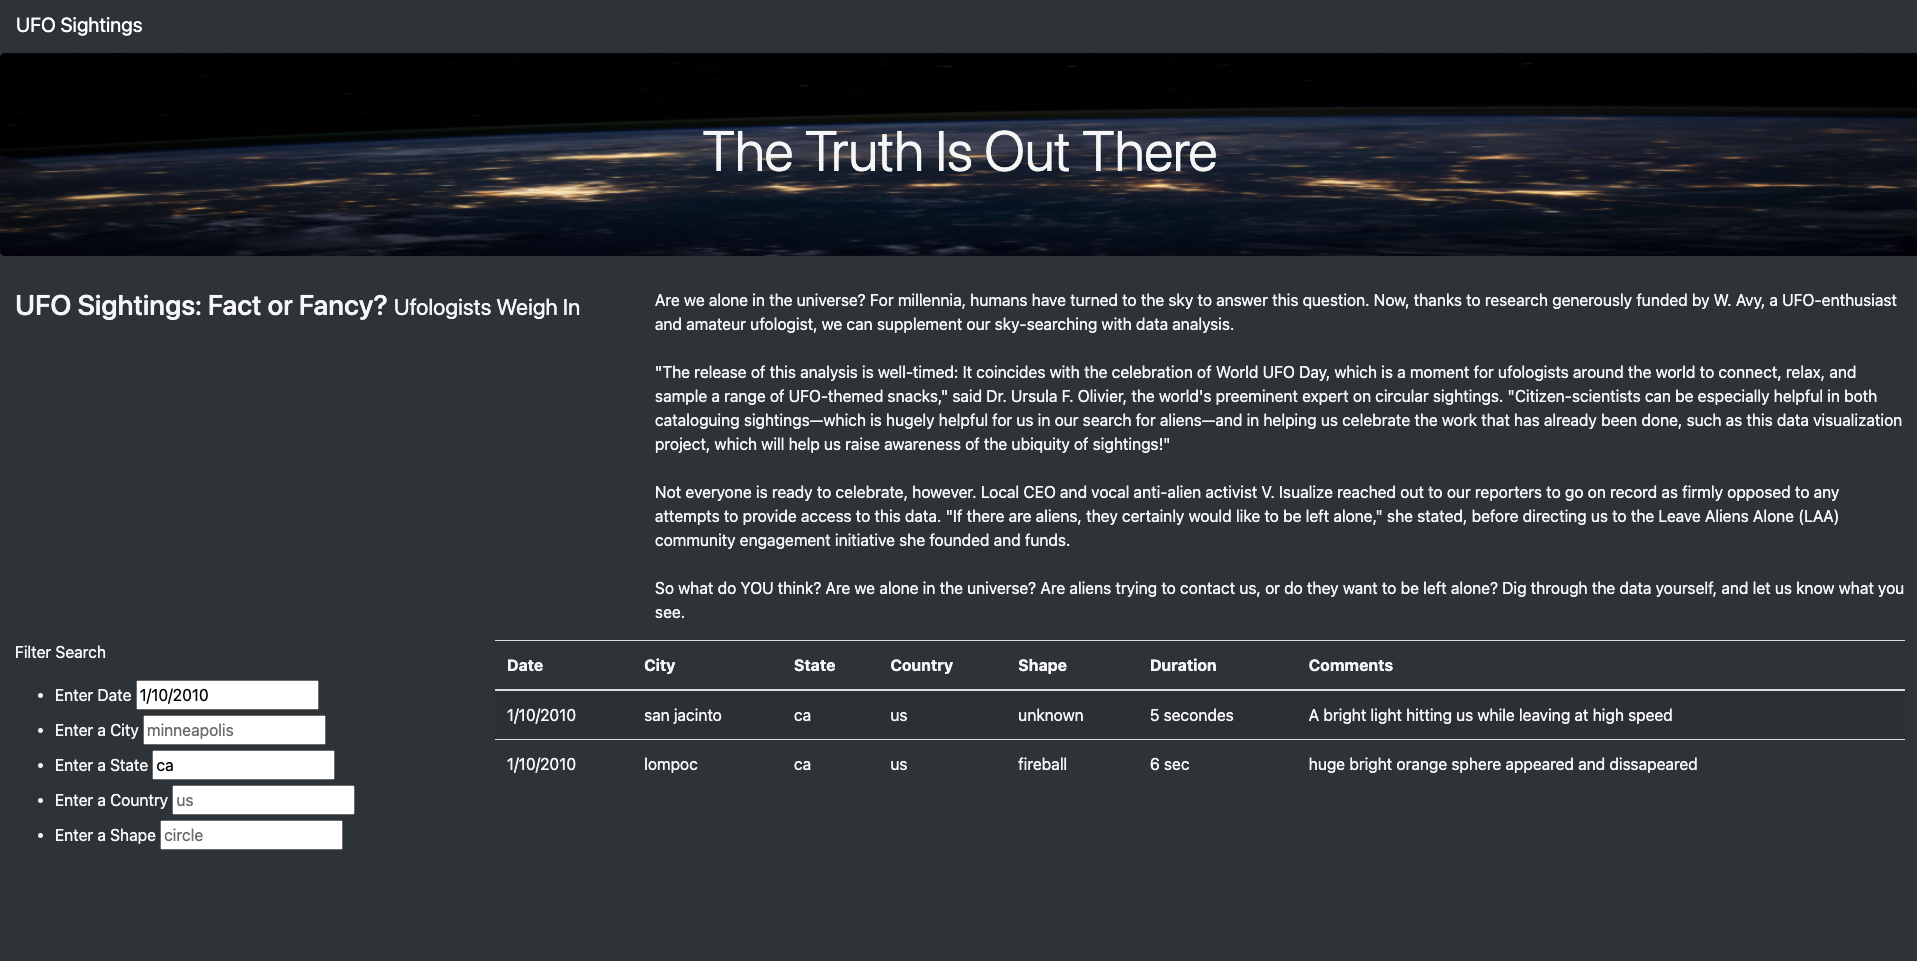 UFO Sightings
The Truth Is Out There
UFO Sightings: Fact or Fancy? Ufologists Weigh In
Are we alone in the universe? For millennia, humans have turned to the sky to answer this question. Now, thanks to research generously funded by W. Avy, a UFO-enthusiast
and amateur ufologist, we can supplement our sky-searching with data analysis.
"The release of this analysis is well-timed: It coincides with the celebration of World UFO Day, which is a moment for ufologists around the world to connect, relax, and
sample a range of UFO-themed snacks," said Dr. Ursula F. Olivier, the world's preeminent expert on circular sightings. "Citizen-scientists can be especially helpful in both
cataloguing sightings—which is hugely helpful for us in our search for aliens—and in helping us celebrate the work that has already been done, such as this data visualization
project, which will help us raise awareness of the ubiquity of sightings!"
Not everyone is ready to celebrate, however. Local CEO and vocal anti-alien activist V. Isualize reached out to our reporters to go on record as firmly opposed to any
attempts to provide access to this data. "If there are aliens, they certainly would like to be left alone," she stated, before directing us to the Leave Aliens Alone (LAA)
community engagement initiative she founded and funds.
So what do YOU think? Are we alone in the universe? Are aliens trying to contact us, or do they want to be left alone? Dig through the data yourself, and let us know what you
see.
Filter Search
• Enter Date 1/10/2010
• Enter a City minneapolis
• Enter a State ca
• Enter a Country us
• Enter a Shape circle
Date City State Country Shape Duration Comments
1/10/2010 san jacinto ca us unknown 5 secondes A bright light hitting us while leaving at high speed
1/10/2010 lompoc ca us fireball 6 sec huge bright orange sphere appeared and dissapeared